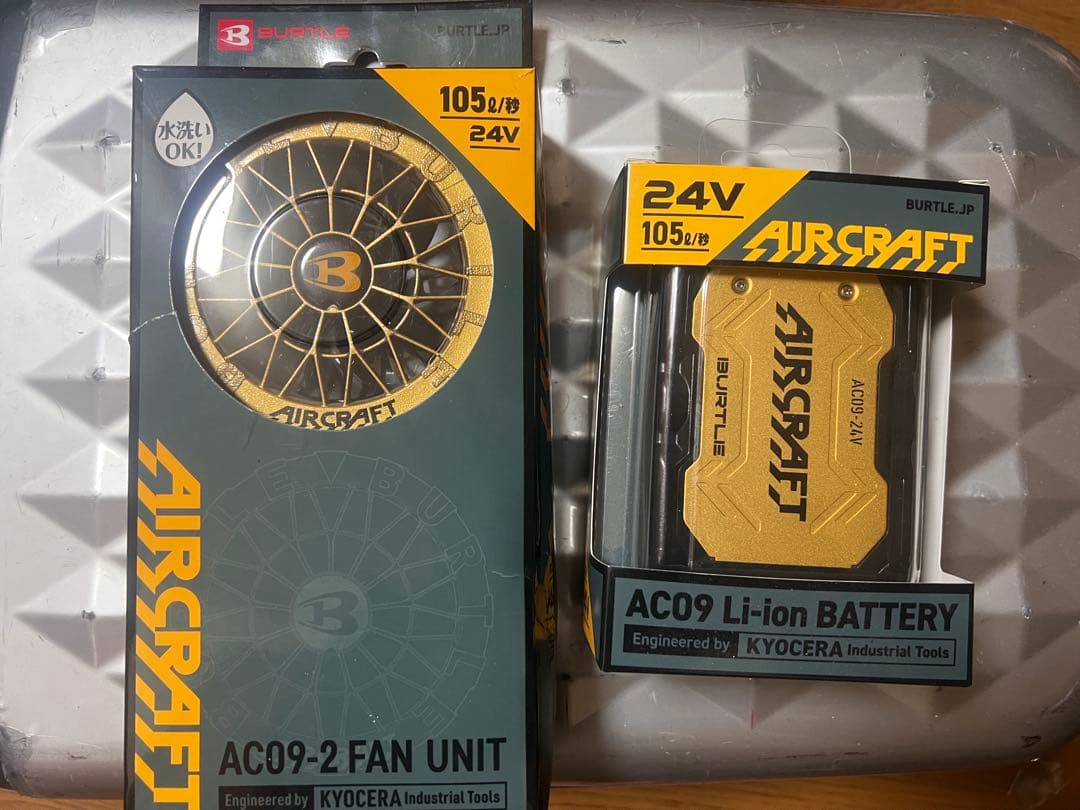 B BURTLE
BURTLE.JP
105ℓ/秒
24V
水洗い
OK!
BURTLE
B
AIRCRAFT
AIRCRAFT
B
AC09-2 FAN UNIT
Engineered by KYOCERA Industrial Tools
24V
105ℓ/秒
BURTLE.JP
AIRCRAFT
AIRCRAFT
BURTLE
AC09-24V
AC09 Li-ion BATTERY
Engineered by KYOCERA Industrial Tools